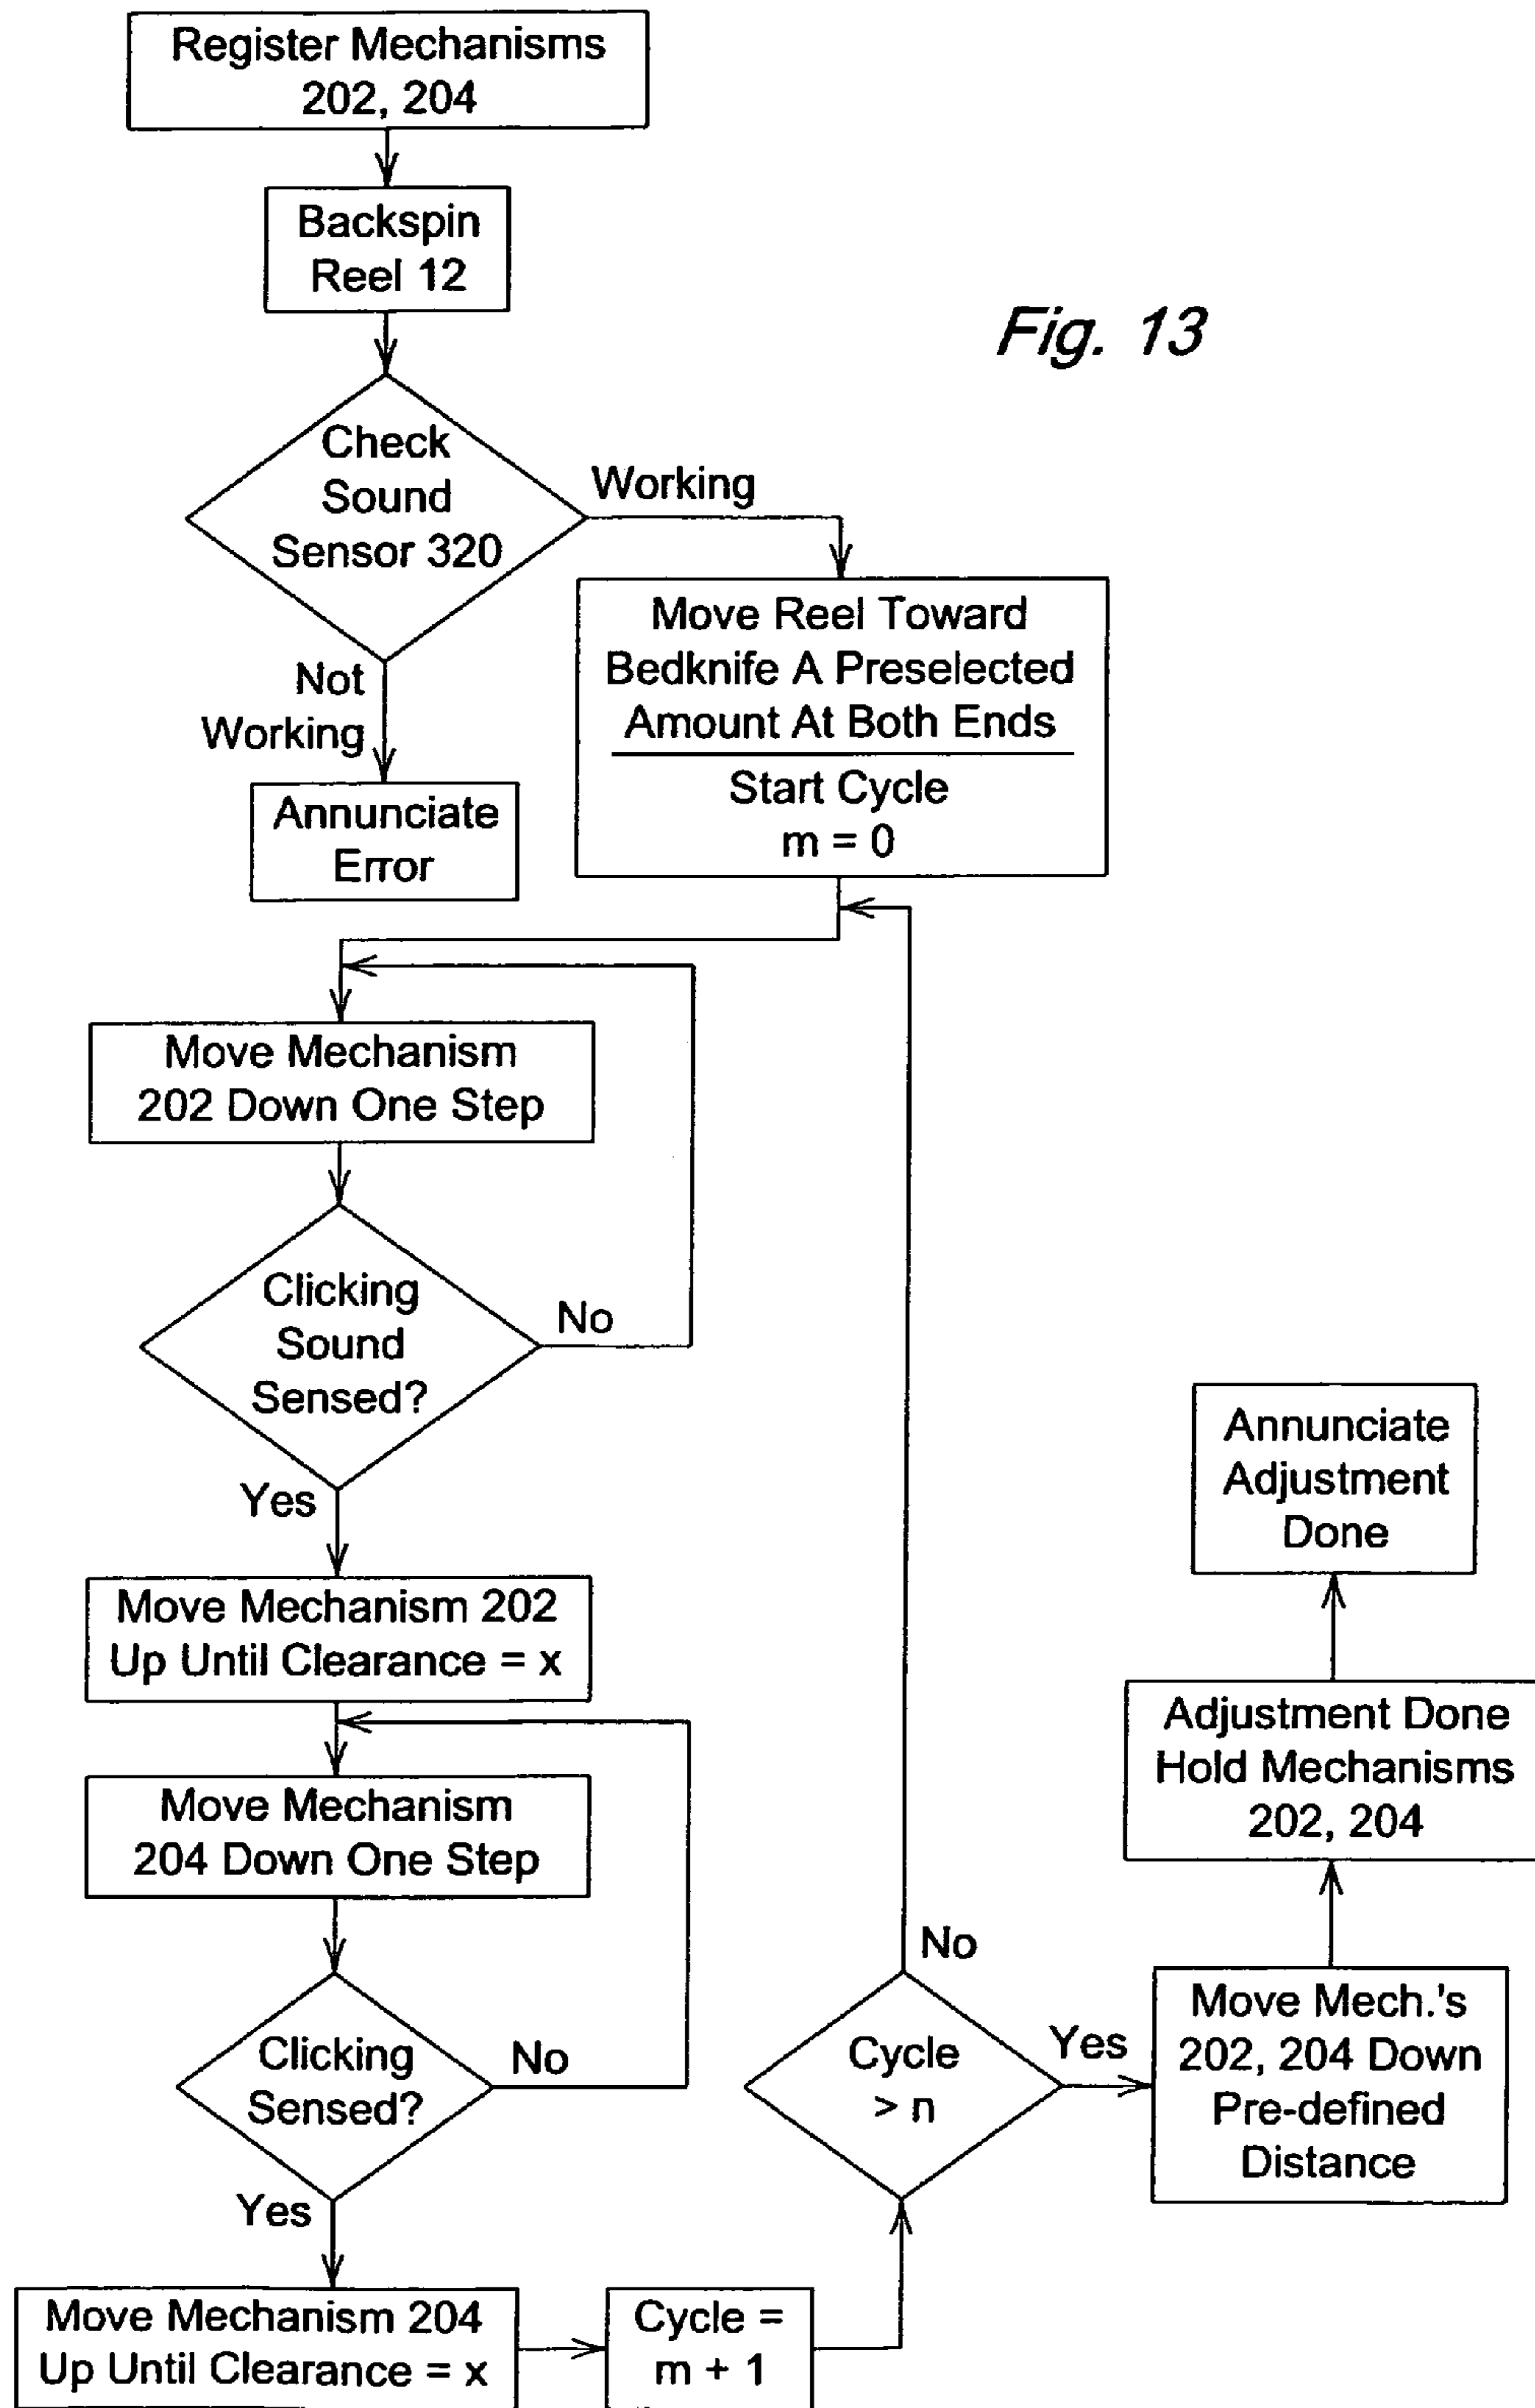 Register Mechanisms
202, 204
Backspin
Reel 12
Fig. 13
Check
Sound
Sensor 320
Working
Not
Working
Annunciate
Error
Move Reel Toward
Bedknife A Preselected
Amount At Both Ends
Start Cycle
m = 0
Move Mechanism
202 Down One Step
Clicking
Sound
Sensed?
No
Yes
Move Mechanism 202
Up Until Clearance = x
Move Mechanism
204 Down One Step
Clicking
Sensed?
No
Yes
Move Mechanism 204
Up Until Clearance = x
Cycle =
m + 1
Cycle
> n
No
Yes
Move Mech.'s
202, 204 Down
Pre-defined
Distance
Adjustment Done
Hold Mechanisms
202, 204
Annunciate
Adjustment
Done